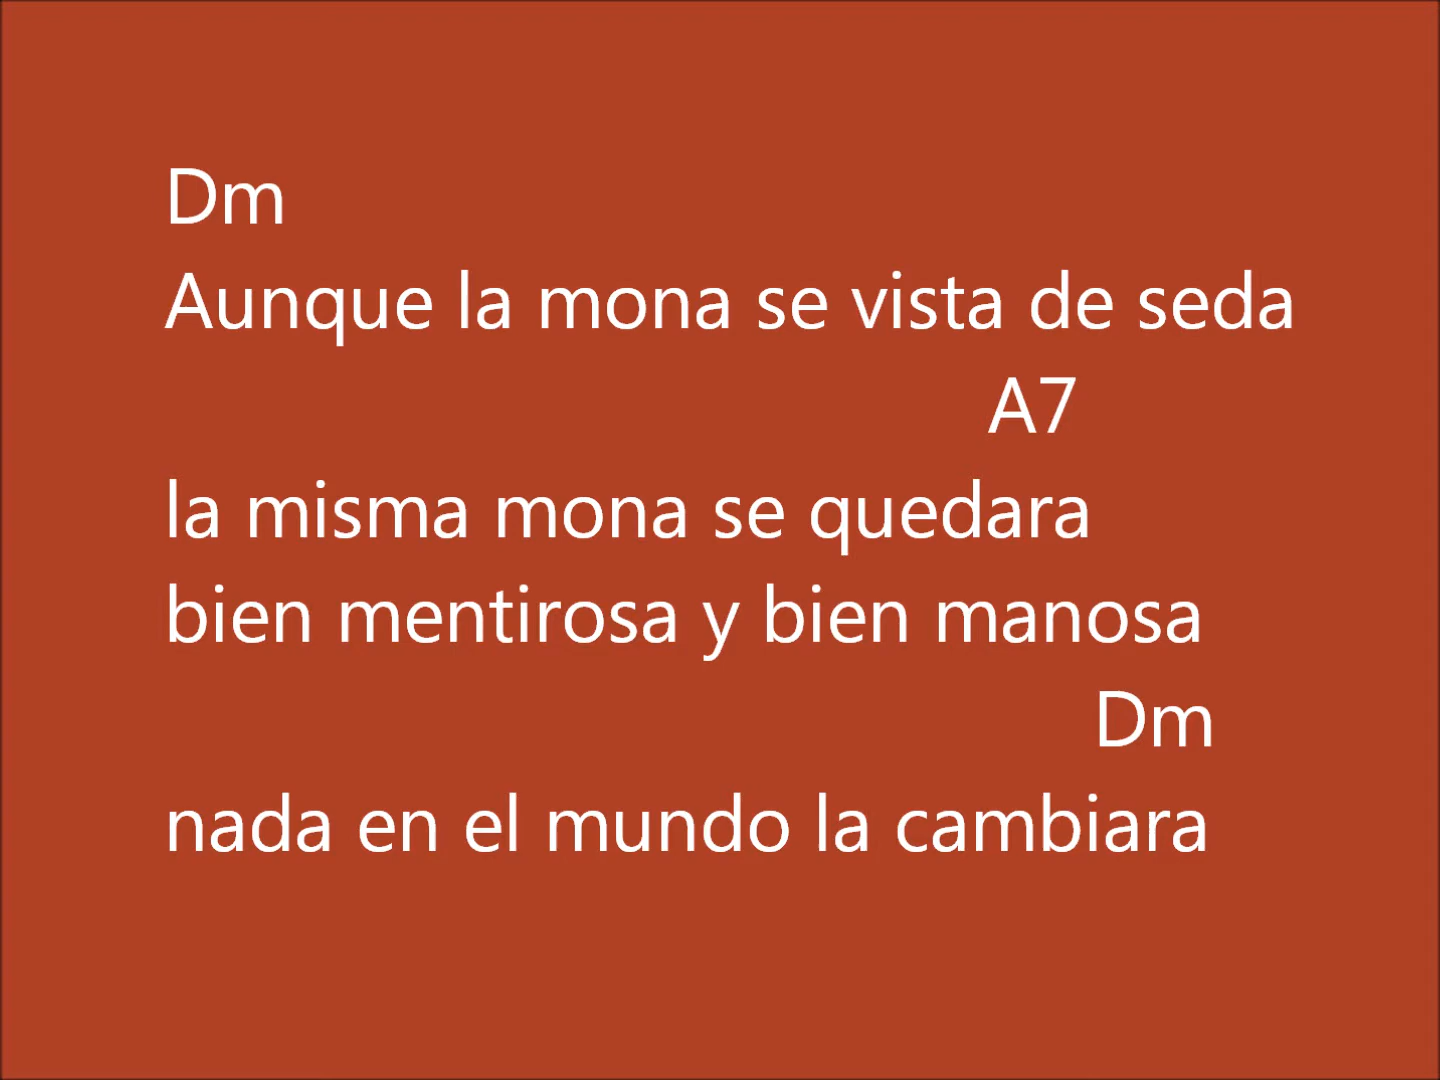 Dm
Aunque la mona se vista de seda
A7
la misma mona se quedara
bien mentirosa y bien manosa
Dm
nada en el mundo la cambiara